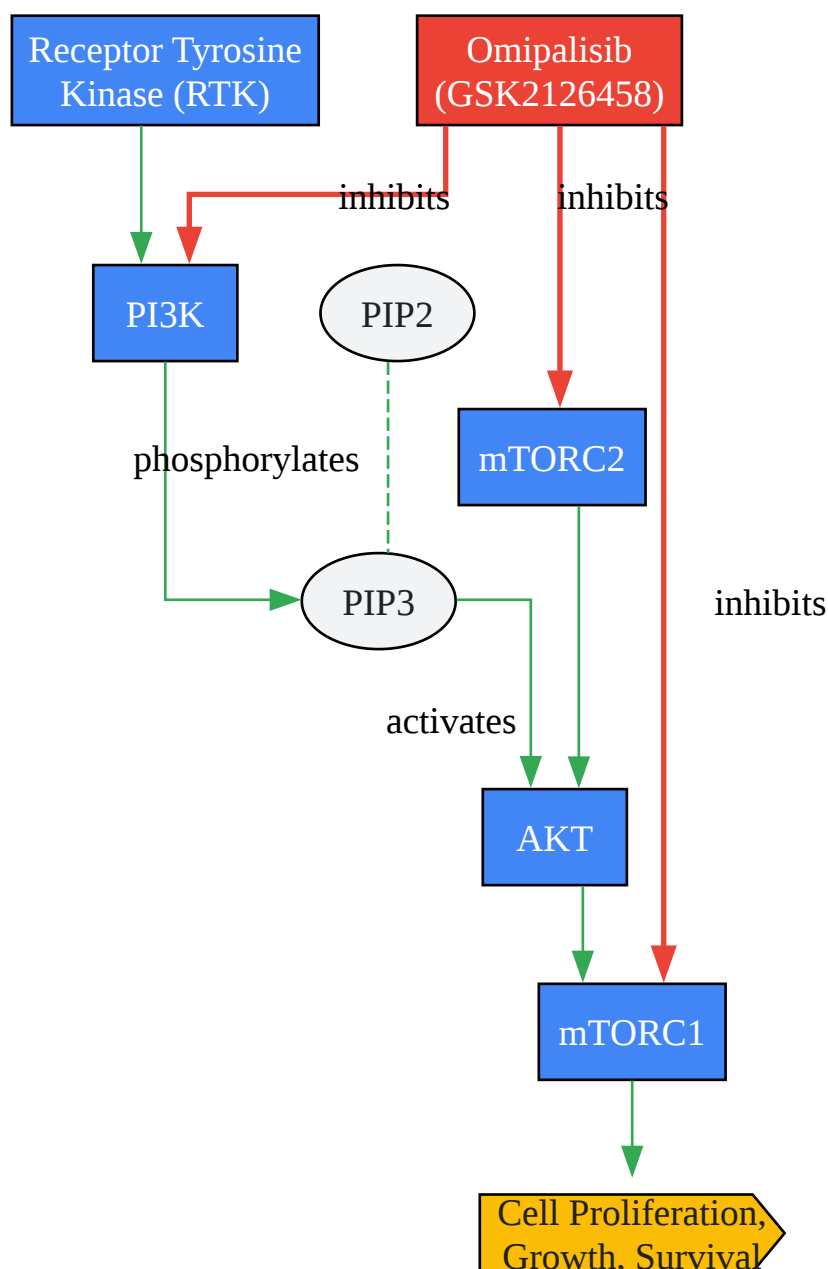 Receptor Tyrosine
Kinase (RTK)
Omipalisib
(GSK2126458)
inhibits
inhibits
PI3K
PIP2
mTORC2
phosphorylates
PIP3
inhibits
activates
AKT
mTORC1
Cell Proliferation,
Growth, Survival